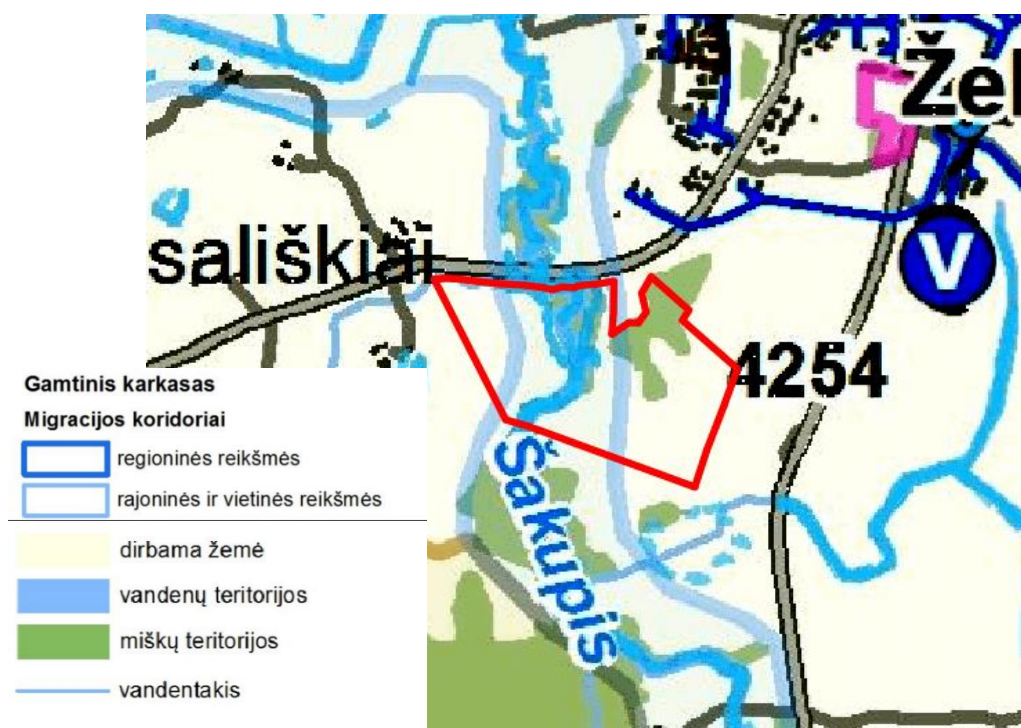 Žel
V
sališkiai
4254
Šakupis
Gamtinis karkasas
Migracijos koridoriai
regioninės reikšmės
rajoninės ir vietinės reikšmės
dirbama žemė
vandenų teritorijos
miškų teritorijos
vandentakis